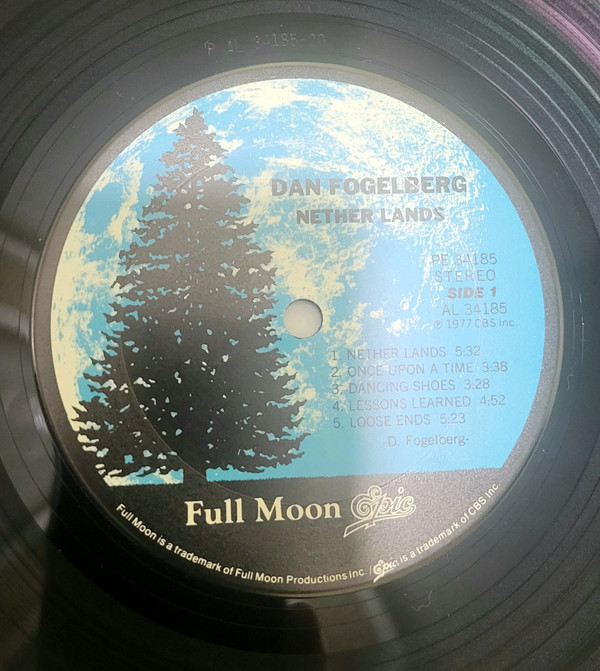 P AL 34185-2D
DAN FOGELBERG
NETHER LANDS
PE 34185
STEREO
SIDE 1
AL 34185
℗ 1977 CBS Inc.
1. NETHER LANDS 5:32
2. ONCE UPON A TIME 3:38
3. DANCING SHOES 3:28
4. LESSONS LEARNED 4:52
5. LOOSE ENDS 5:23
-D. Fogelberg-
Full Moon Epic
Full Moon is a trademark of Full Moon Productions Inc. / Epic is a trademark of CBS Inc.